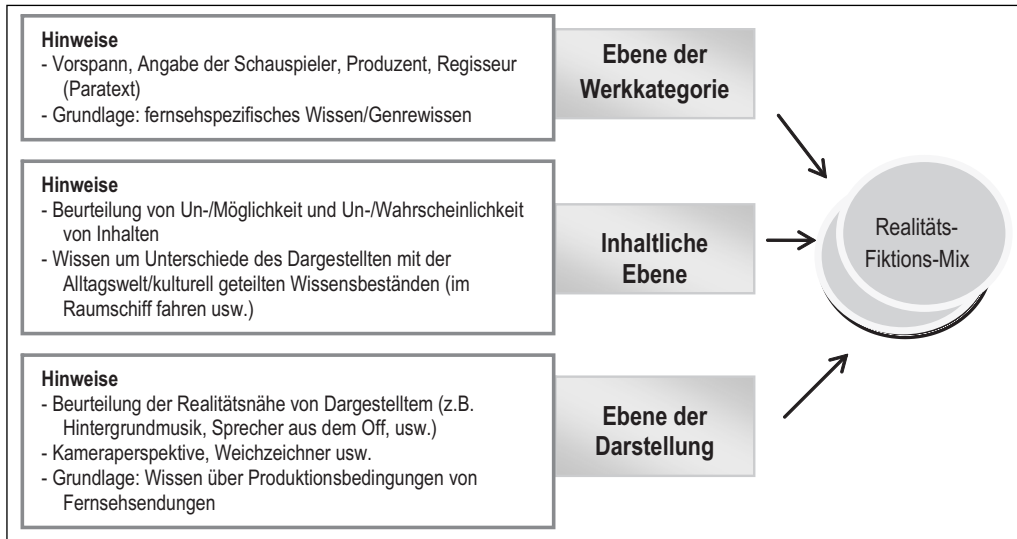 Hinweise
- Vorspann, Angabe der Schauspieler, Produzent, Regisseur
(Paratext)
- Grundlage: fernsehspezifisches Wissen/Genrewissen
Ebene der
Werkkategorie
Hinweise
- Beurteilung von Un-/Möglichkeit und Un-/Wahrscheinlichkeit
von Inhalten
- Wissen um Unterschiede des Dargestellten mit der
Alltagswelt/kulturell geteilten Wissensbeständen (im
Raumschiff fahren usw.)
Inhaltliche
Ebene
Realitäts-
Fiktions-Mix
Hinweise
- Beurteilung der Realitätsnähe von Dargestelltem (z.B.
Hintergrundmusik, Sprecher aus dem Off, usw.)
- Kameraperspektive, Weichzeichner usw.
- Grundlage: Wissen über Produktionsbedingungen von
Fernsehsendungen
Ebene der
Darstellung